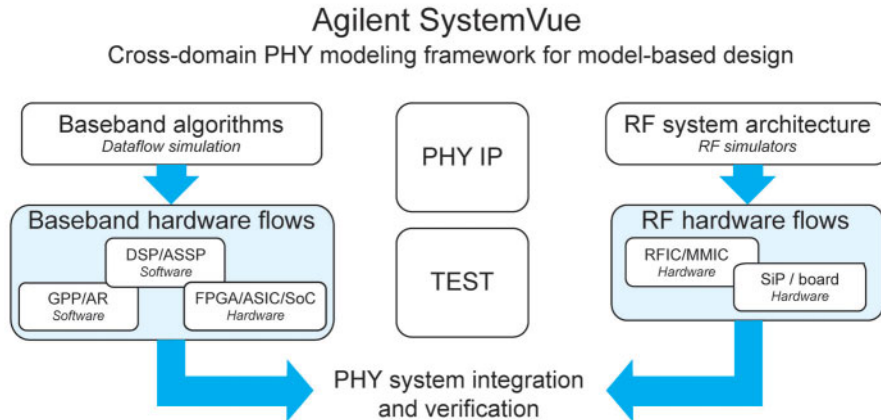 Agilent SystemVue
Cross-domain PHY modeling framework for model-based design
Baseband algorithms
Dataflow simulation
PHY IP
RF system architecture
RF simulators
Baseband hardware flows
DSP/ASSP
Software
GPP/AR
Software
FPGA/ASIC/SoC
Hardware
TEST
RF hardware flows
RFIC/MMIC
Hardware
SiP / board
Hardware
PHY system integration
and verification